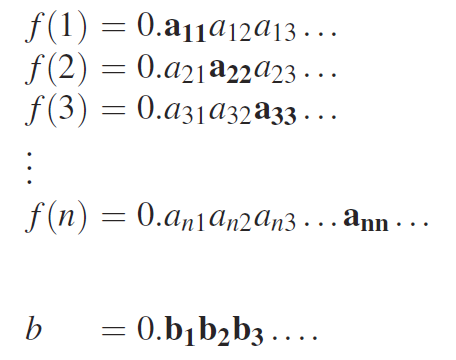 f(1) = 0.a₁₁a₁₂a₁₃ …
f(2) = 0.a₂₁a₂₂a₂₃ …
f(3) = 0.a₃₁a₃₂a₃₃ …
⋮
f(n) = 0.aₙ₁aₙ₂aₙ₃ … aₙₙ …
b = 0.b₁b₂b₃ ….